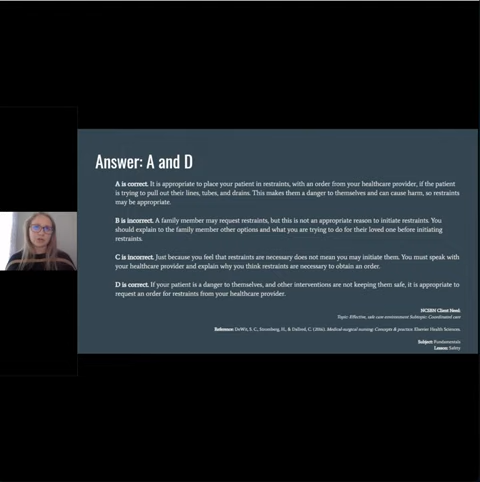 Answer: A and D
A is correct. It is appropriate to place your patient in restraints, with an order from your healthcare provider, if the patient
is trying to pull out their lines, tubes, and drains. This makes them a danger to themselves and can cause harm, so restraints
may be appropriate.
B is incorrect. A family member may request restraints, but this is not an appropriate reason to initiate restraints. You
should explain to the family member other options and what you are trying to do for their loved one before initiating
restraints.
C is incorrect. Just because you feel that restraints are necessary does not mean you may initiate them. You must speak with
your healthcare provider and explain why you think restraints are necessary to obtain an order.
D is correct. If your patient is a danger to themselves, and other interventions are not keeping them safe, it is appropriate to
request an order for restraints from your healthcare provider.
NCSBN Client Need:
Topic: Effective, safe care environment Subtopic: Coordinated care
Reference: DeWit, S. C., Stromberg, H., & Dallred, C. (2016). Medical-surgical nursing: Concepts & practice. Elsevier Health Sciences.
Subject: Fundamentals
Lesson: Safety